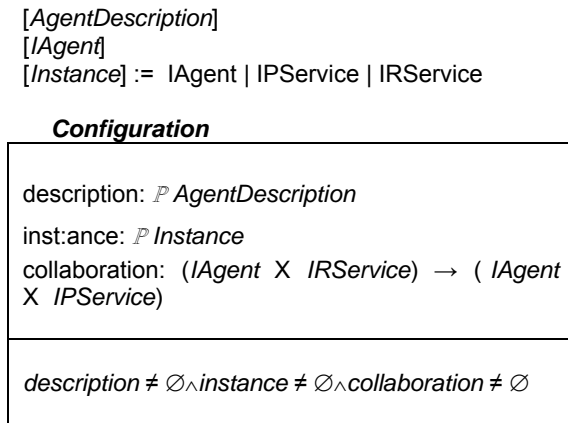 [AgentDescription]
[IAgent]
[Instance] := IAgent | IPService | IRService
Configuration
description: ℙ AgentDescription
inst:ance: ℙ Instance
collaboration: (IAgent X IRService) → ( IAgent
X IPService)
description ≠ ∅∧instance ≠ ∅∧collaboration ≠ ∅